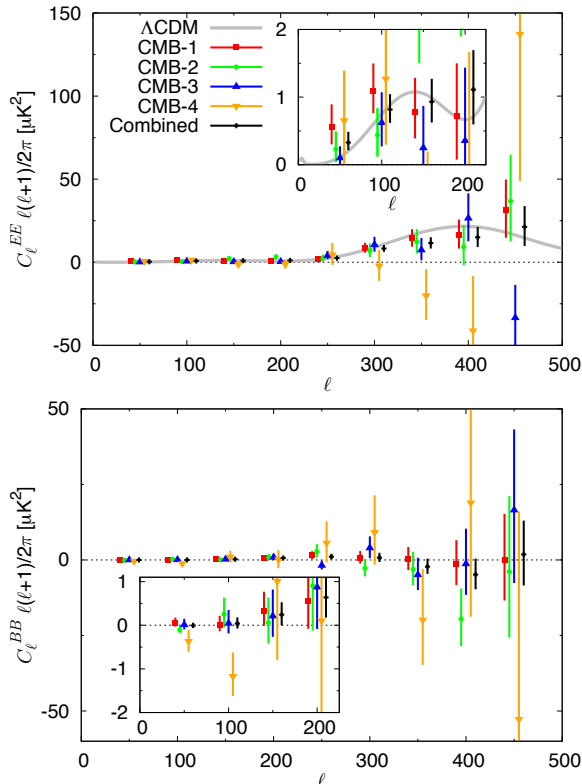 ΛCDM
CMB-1
CMB-2
CMB-3
CMB-4
Combined
150
100
50
0
-50
C_ℓ^{EE} ℓ(ℓ+1)/2π [μK²]
0 100 200 300 400 500
ℓ
2
1
0
0 100 200
ℓ
50
0
-50
C_ℓ^{BB} ℓ(ℓ+1)/2π [μK²]
0 100 200 300 400 500
ℓ
1
0
-1
-2
0 50 100 150 200